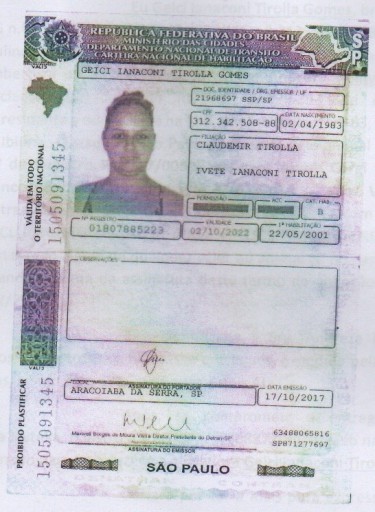 REPÚBLICA FEDERATIVA DO BRASIL
MINISTÉRIO DAS CIDADES
DEPARTAMENTO NACIONAL DE TRÂNSITO
CARTEIRA NACIONAL DE HABILITAÇÃO
SP
GEICI IANACONI TIROLLA GOMES
DOC. IDENTIDADE / ÓRG. EMISSOR / UF
21968697 SSP/SP
CPF
312.342.508-88
DATA NASCIMENTO
02/04/1983
FILIAÇÃO
CLAUDEMIR TIROLLA
IVETE IANACONI TIROLLA
PERMISSÃO
ACC
CAT. HAB.
B
Nº REGISTRO
01807885223
VALIDADE
02/10/2022
1ª HABILITAÇÃO
22/05/2001
VÁLIDA EM TODO
O TERRITÓRIO NACIONAL
1505091345
OBSERVAÇÕES
PROIBIDO PLASTIFICAR
1505091345
ASSINATURA DO PORTADOR
LOCAL
ARACOIABA DA SERRA, SP
DATA EMISSÃO
17/10/2017
Maxwell Borges de Moura Vieira Diretor Presidente do Detran-SP
ASSINATURA DO EMISSOR
63488065816
SP871277697
SÃO PAULO